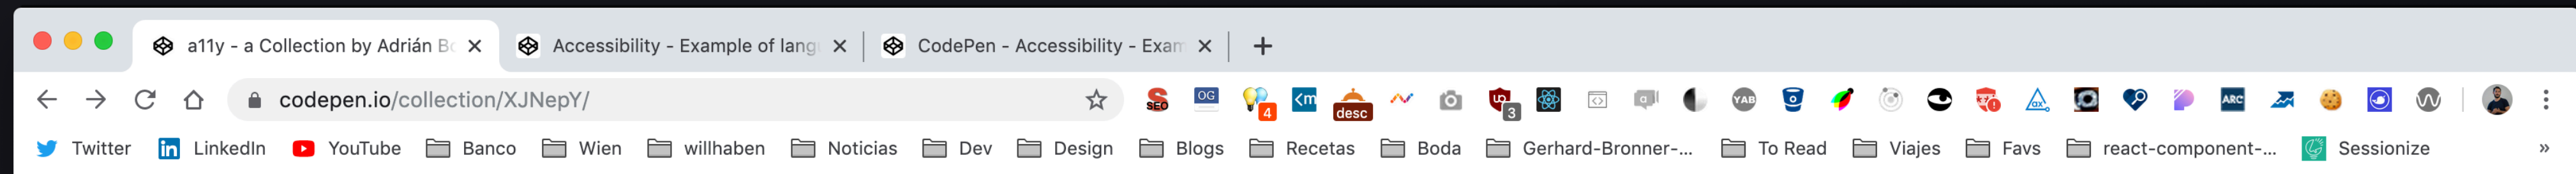 a11y - a Collection by Adrián Bo Accessibility - Example of lang CodePen - Accessibility - Exam
codepen.io/collection/XJNepY/ SEO OG 4 <m desc 3 a YAB ax ARC
Twitter LinkedIn YouTube Banco Wien willhaben Noticias Dev Design Blogs Recetas Boda Gerhard-Bronner-... To Read Viajes Favs react-component-... Sessionize »